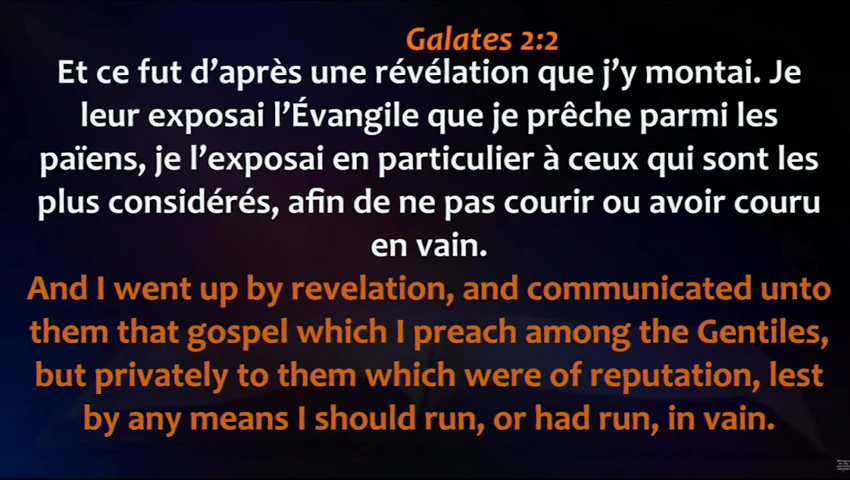 Galates 2:2
Et ce fut d’après une révélation que j’y montai. Je
leur exposai l’Évangile que je prêche parmi les
païens, je l’exposai en particulier à ceux qui sont les
plus considérés, afin de ne pas courir ou avoir couru
en vain.
And I went up by revelation, and communicated unto
them that gospel which I preach among the Gentiles,
but privately to them which were of reputation, lest
by any means I should run, or had run, in vain.